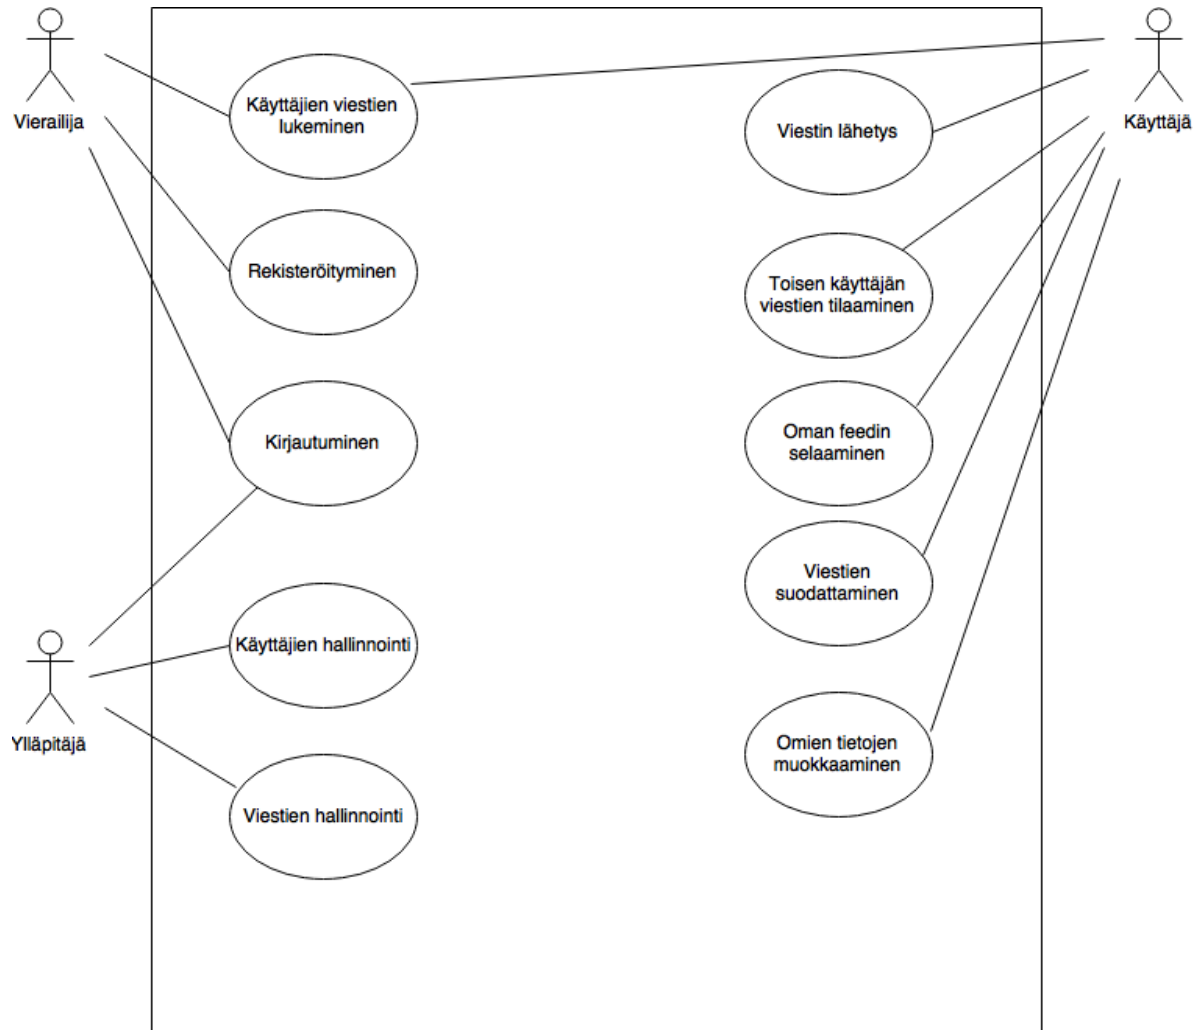 Vierailija
Käyttäjä
Käyttäjien viestien
lukeminen
Viestin lähetys
Rekisteröityminen
Toisen käyttäjän
viestien tilaaminen
Kirjautuminen
Oman feedin
selaaminen
Viestien
suodattaminen
Käyttäjien hallinnointi
Ylläpitäjä
Omien tietojen
muokkaaminen
Viestien hallinnointi